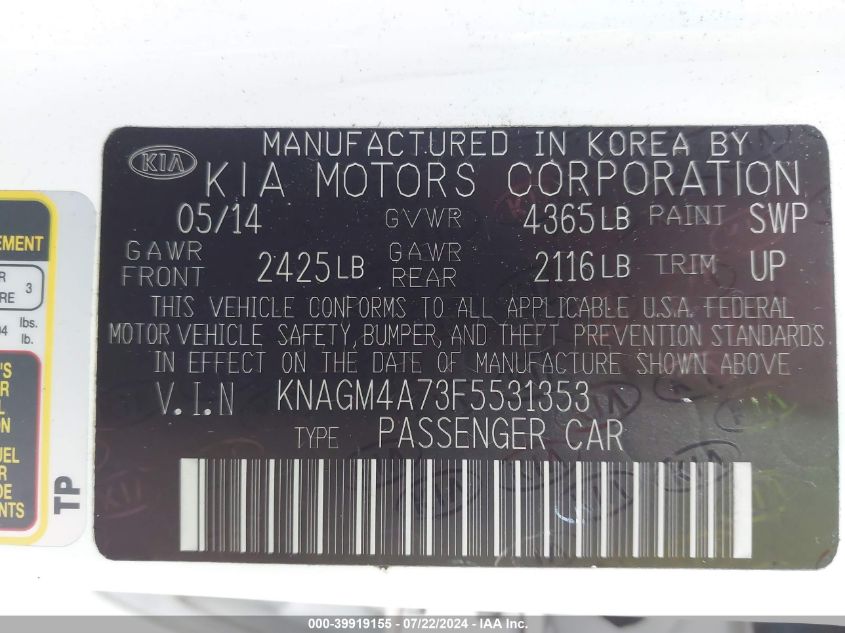 MANUFACTURED IN KOREA BY
KIA
KIA MOTORS CORPORATION
05/14 GVWR 4365LB PAINT SWP
GAWR FRONT 2425LB GAWR REAR 2116LB TRIM UP
THIS VEHICLE CONFORMS TO ALL APPLICABLE U.S.A. FEDERAL
MOTOR VEHICLE SAFETY, BUMPER, AND THEFT PREVENTION STANDARDS
IN EFFECT ON THE DATE OF MANUFACTURE SHOWN ABOVE
V.I.N KNAGM4A73F5531353
TYPE PASSENGER CAR
3
lbs.
lb.
TP
000-39919155 - 07/22/2024 - IAA Inc.